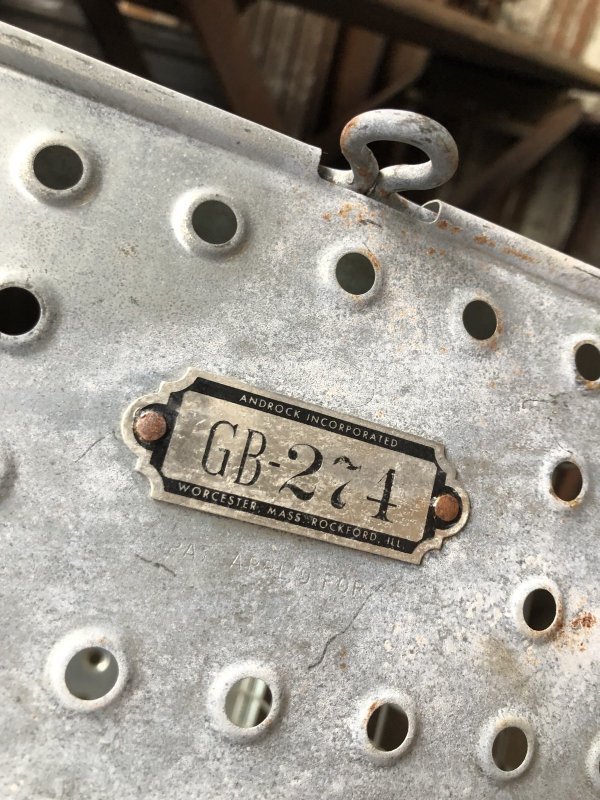 ANDROCK INCORPORATED
GB-274
WORCESTER, MASS. ROCKFORD, ILL.